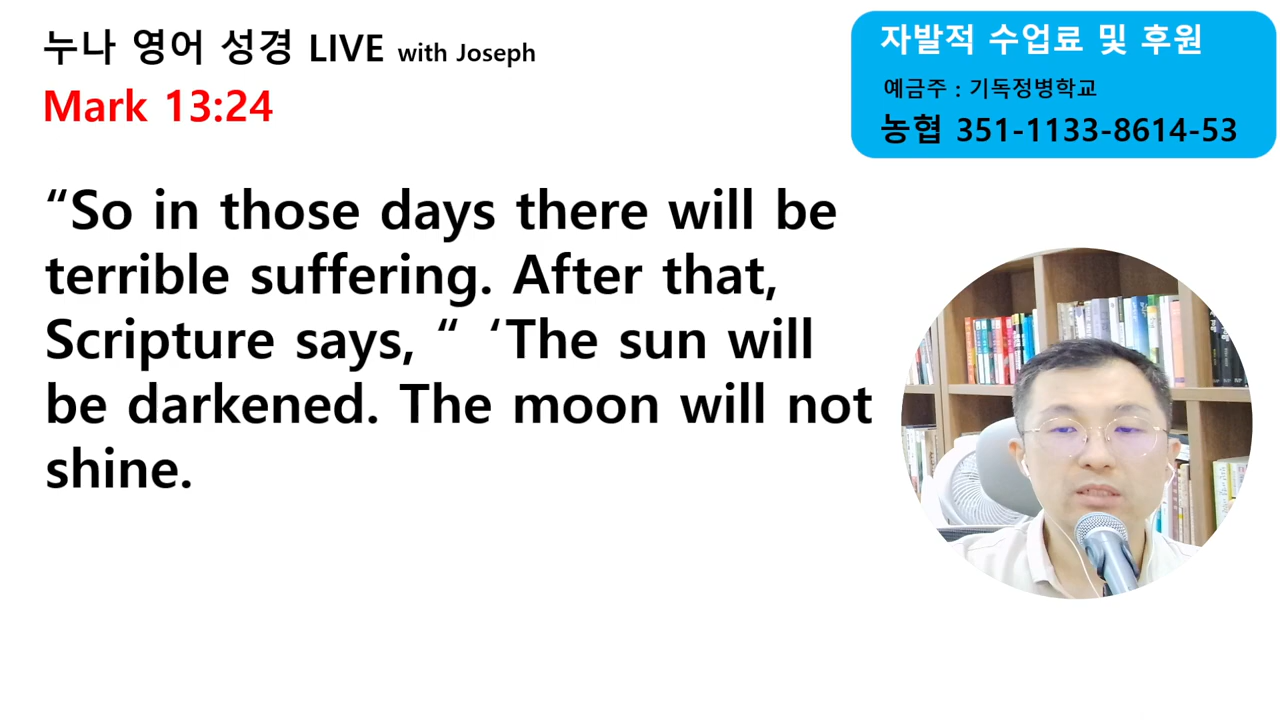 누나 영어 성경 LIVE with Joseph
Mark 13:24
자발적 수업료 및 후원
예금주 : 기독정병학교
농협 351-1133-8614-53
“So in those days there will be
terrible suffering. After that,
Scripture says, “ ‘The sun will
be darkened. The moon will not
shine.